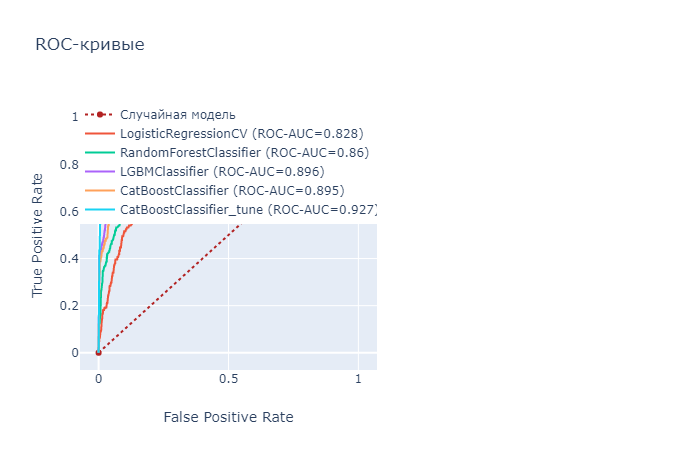 ROC-кривые
Случайная модель
LogisticRegressionCV (ROC-AUC=0.828)
RandomForestClassifier (ROC-AUC=0.86)
LGBMClassifier (ROC-AUC=0.896)
CatBoostClassifier (ROC-AUC=0.895)
CatBoostClassifier_tune (ROC-AUC=0.927)
True Positive Rate
1
0.8
0.6
0.4
0.2
0
0
0.5
1
False Positive Rate